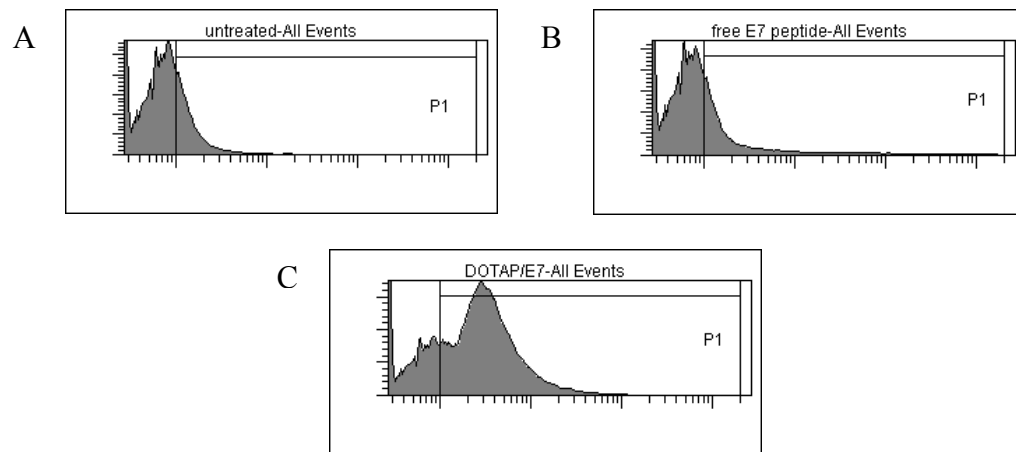 A
untreated-All Events
P1
B
free E7 peptide-All Events
P1
C
DOTAP/E7-All Events
P1